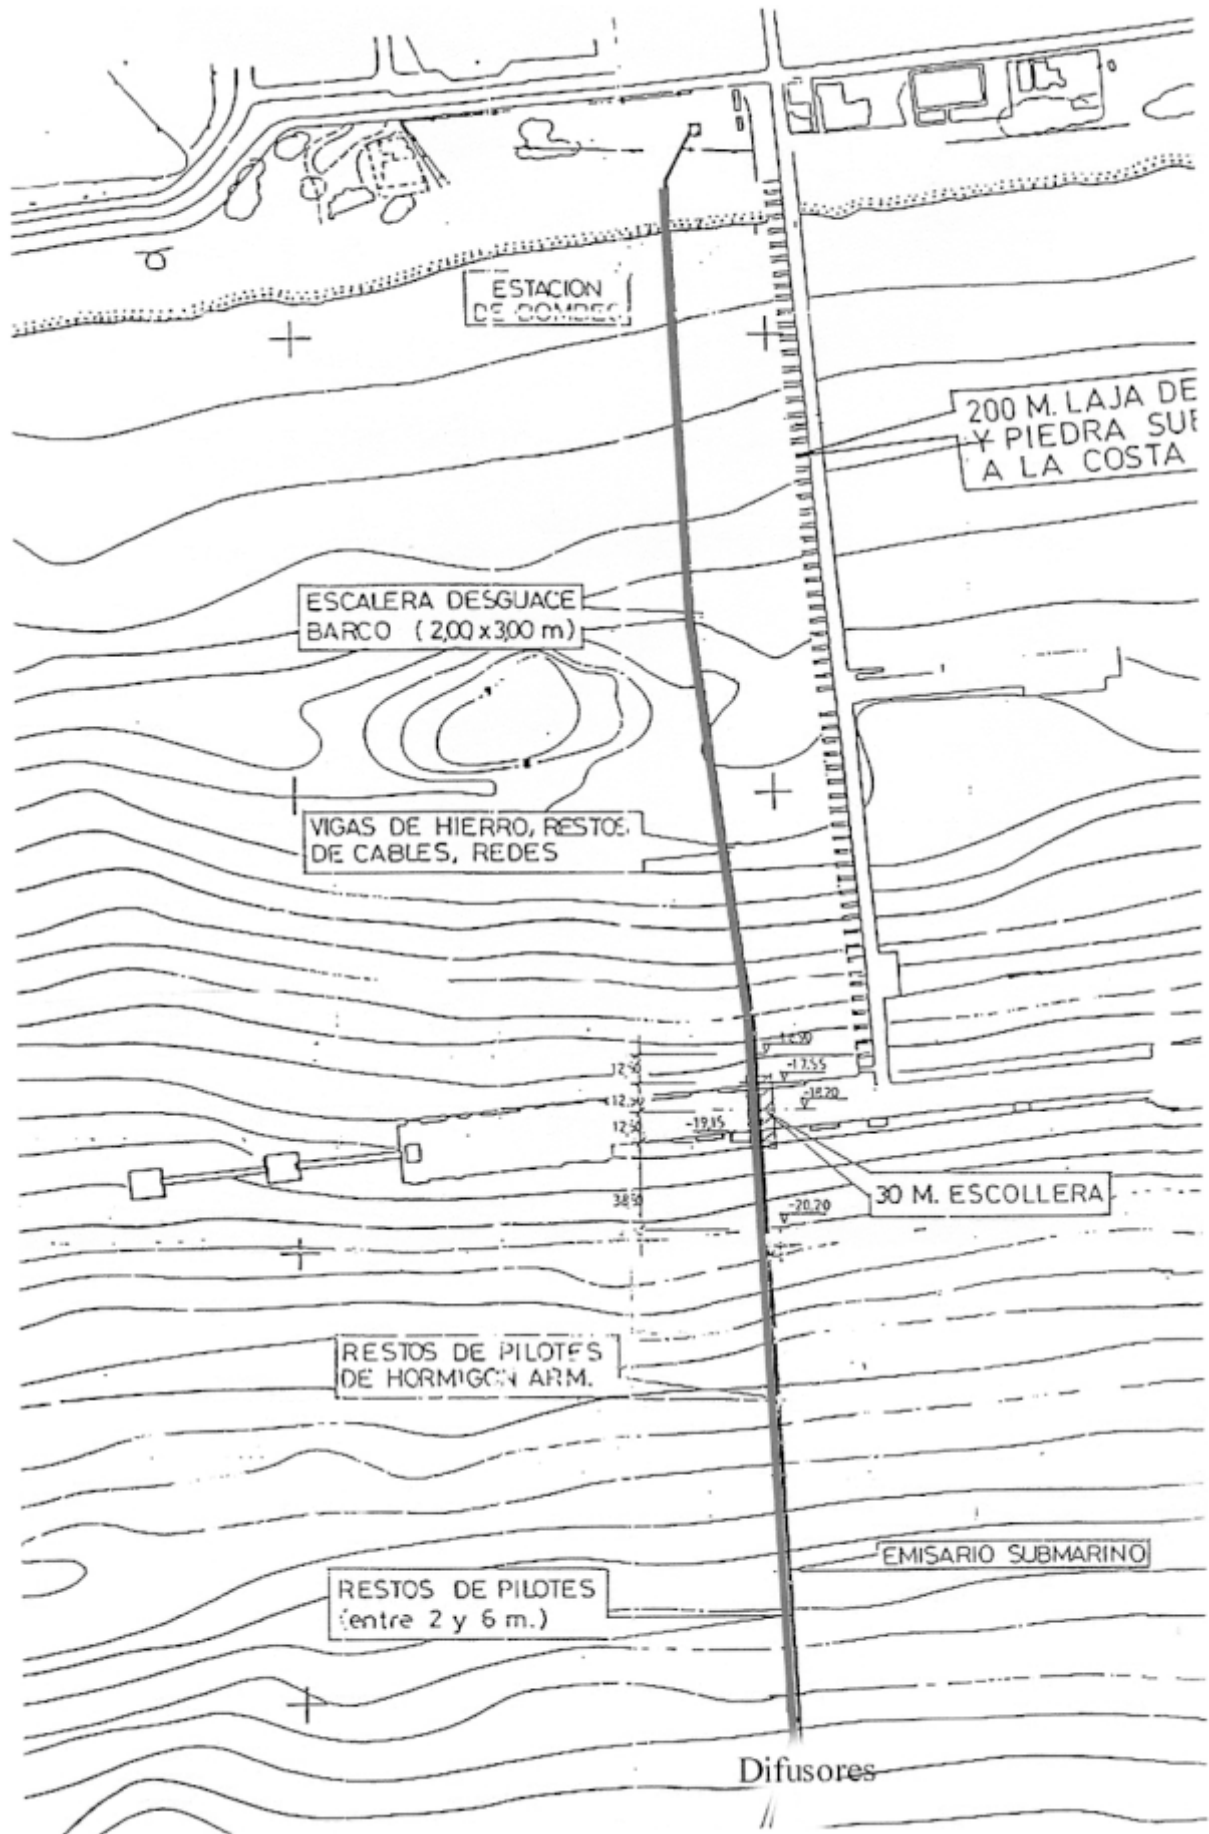 ESTACION
DE BOMBEO
200 M. LAJA DE
Y PIEDRA SUE
A LA COSTA
ESCALERA DESGUACE
BARCO (2,00 x 3,00 m)
VIGAS DE HIERRO, RESTOS
DE CABLES, REDES
12,50
-17,55
12,50
-18,20
12,50
-19,15
30 M. ESCOLLERA
38,50
-20,20
RESTOS DE PILOTES
DE HORMIGON ARM.
EMISARIO SUBMARINO
RESTOS DE PILOTES
(entre 2 y 6 m.)
Difusores